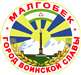 МАЛГОБЕК
ГОРОД ВОИНСКОЙ СЛАВЫ